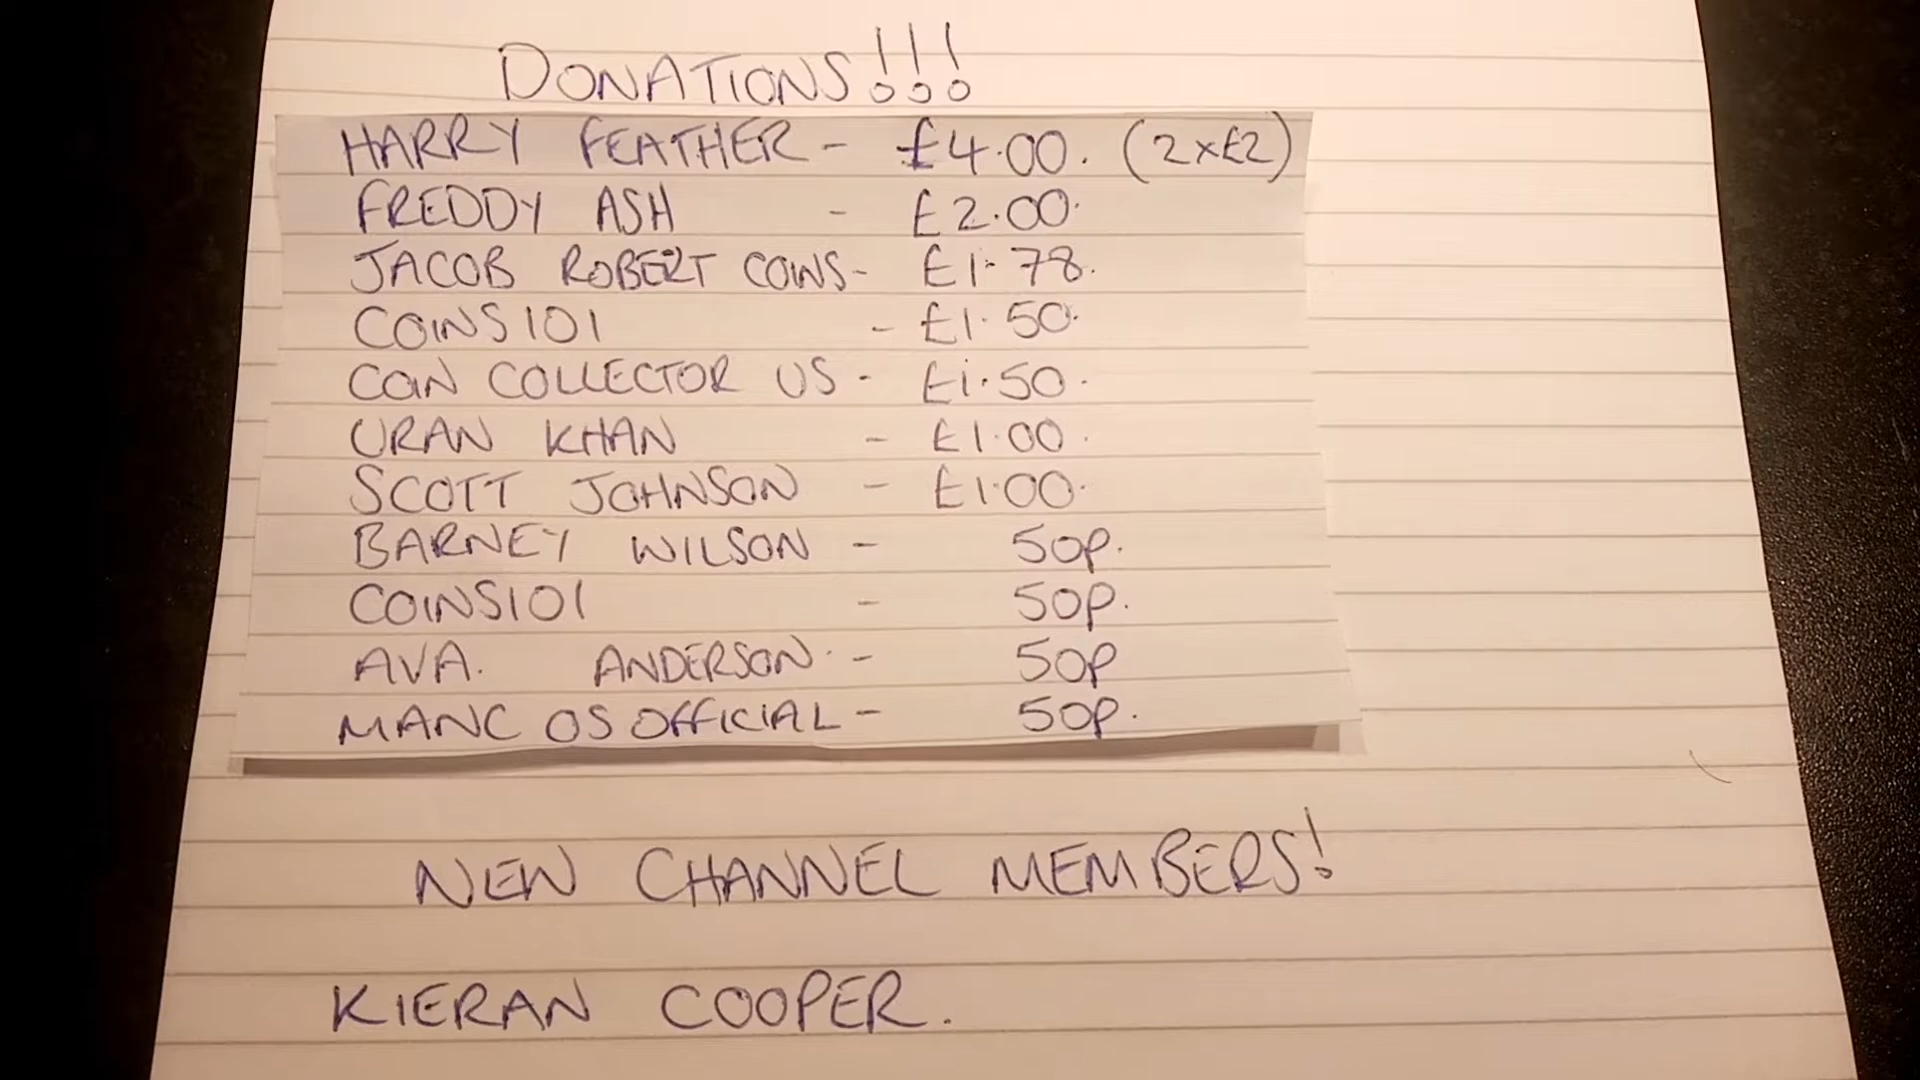 DONATIONS!!!
HARRY FEATHER - £4.00. (2x£2)
FREDDY ASH - £2.00.
JACOB ROBERT COINS - £1.78.
COINS101 - £1.50.
COIN COLLECTOR US - £1.50.
URAN KHAN - £1.00.
SCOTT JOHNSON - £1.00.
BARNEY WILSON - 50p.
COINS101 - 50p.
AVA. ANDERSON. - 50p
MANC OS OFFICIAL - 50p.
NEW CHANNEL MEMBERS!
KIERAN COOPER.